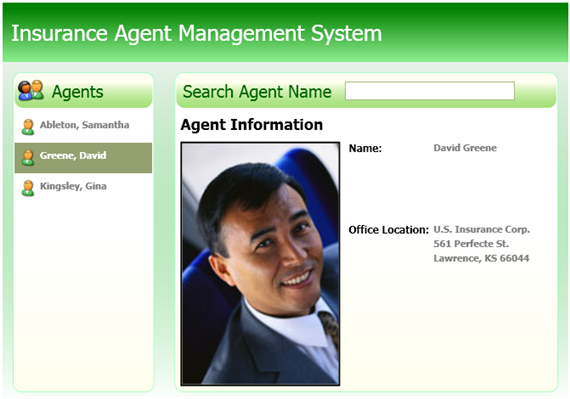 Insurance Agent Management System
Agents
Ableton, Samantha
Greene, David
Kingsley, Gina
Search Agent Name
Agent Information
Name: David Greene
Office Location: U.S. Insurance Corp.
561 Perfecte St.
Lawrence, KS 66044